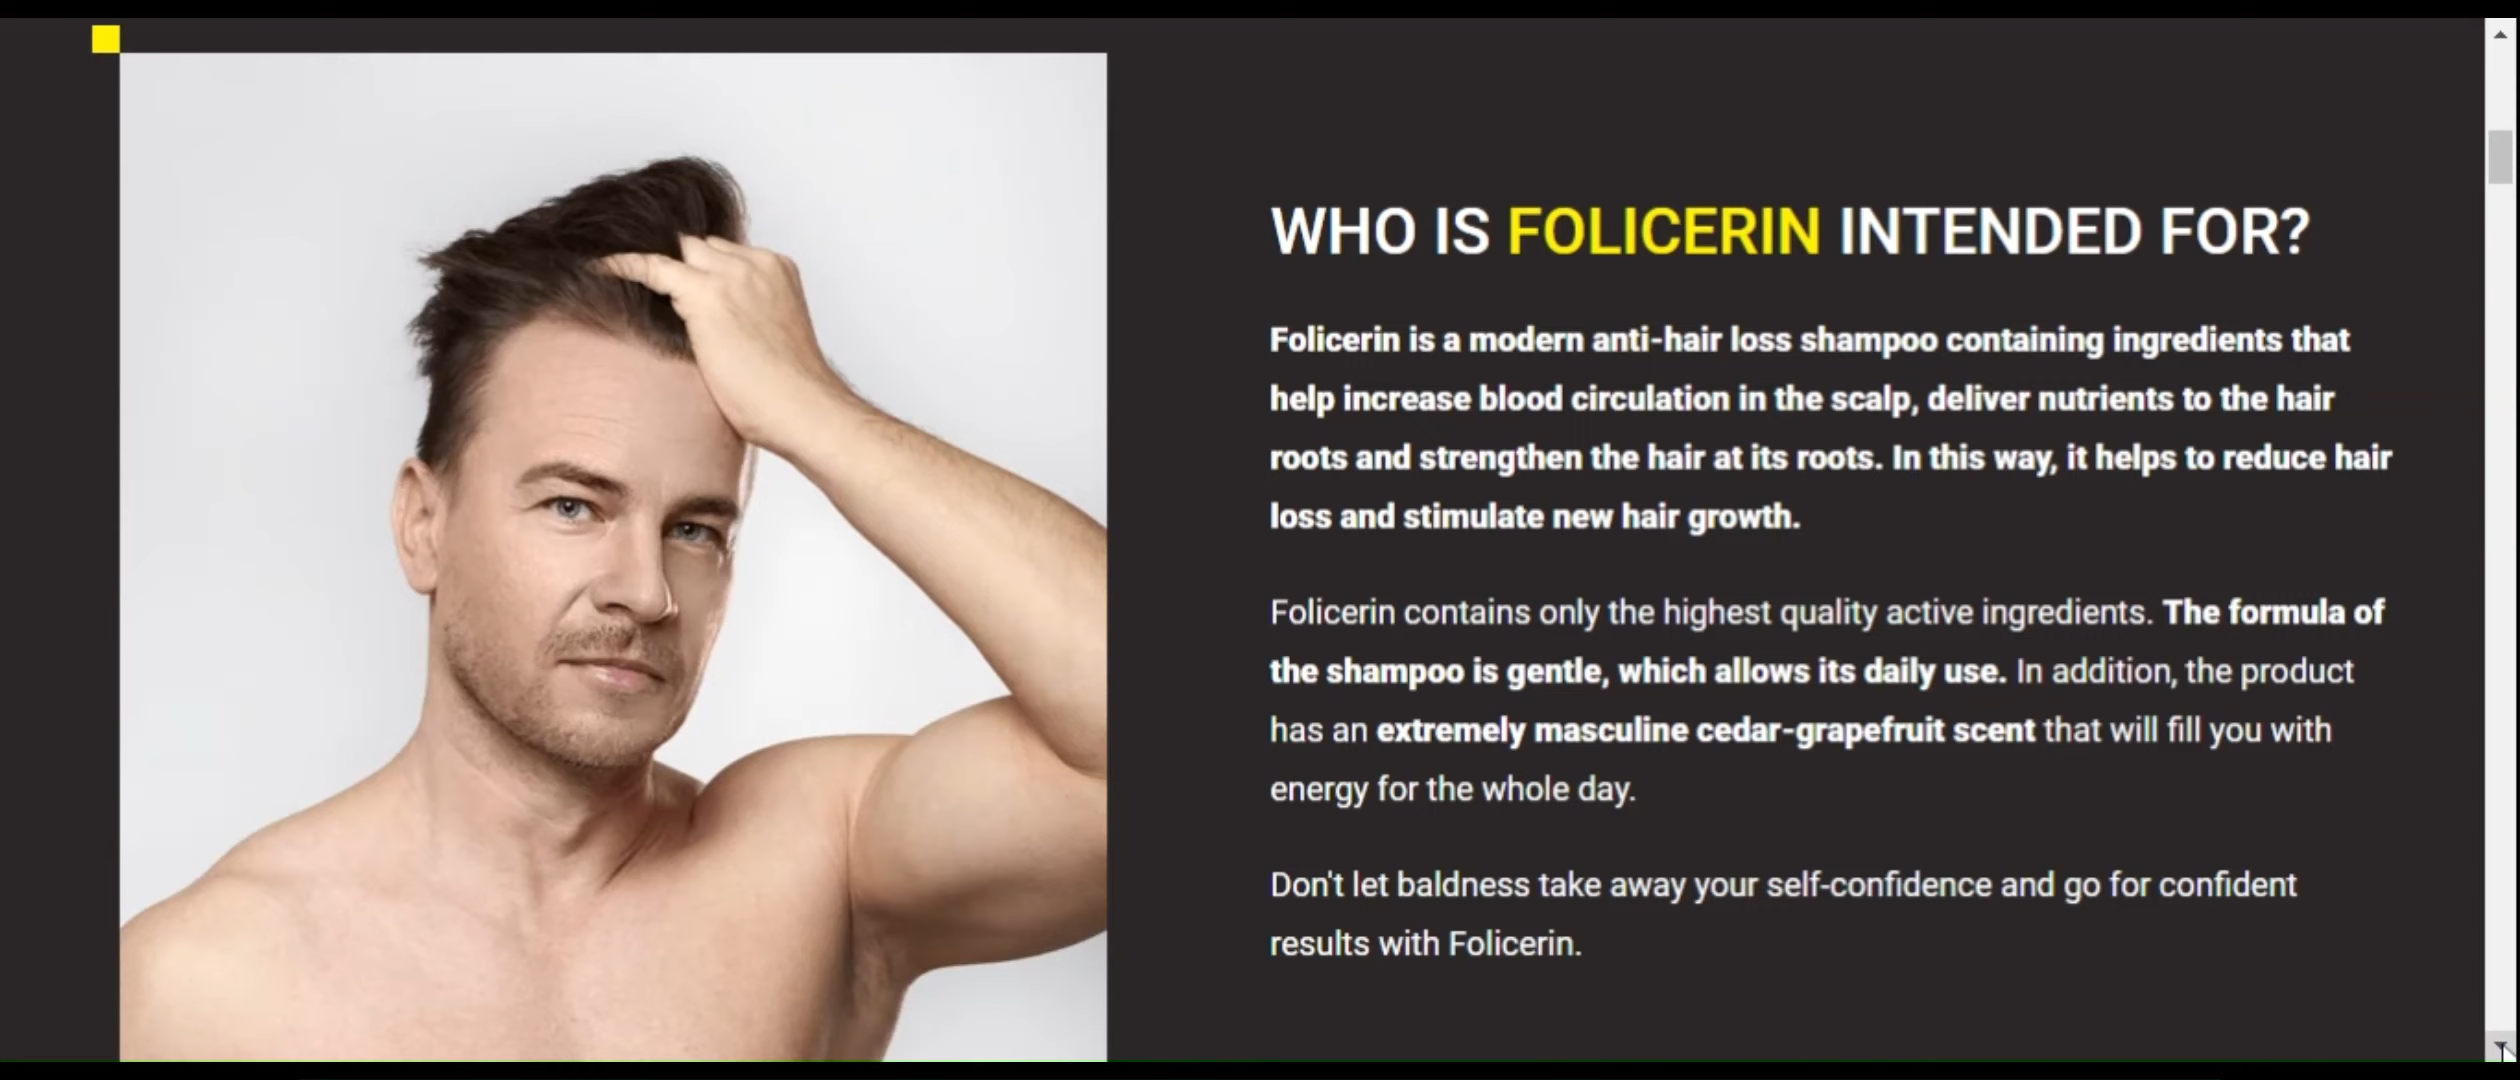 WHO IS FOLICERIN INTENDED FOR?
Folicerin is a modern anti-hair loss shampoo containing ingredients that
help increase blood circulation in the scalp, deliver nutrients to the hair
roots and strengthen the hair at its roots. In this way, it helps to reduce hair
loss and stimulate new hair growth.
Folicerin contains only the highest quality active ingredients. The formula of
the shampoo is gentle, which allows its daily use. In addition, the product
has an extremely masculine cedar-grapefruit scent that will fill you with
energy for the whole day.
Don't let baldness take away your self-confidence and go for confident
results with Folicerin.